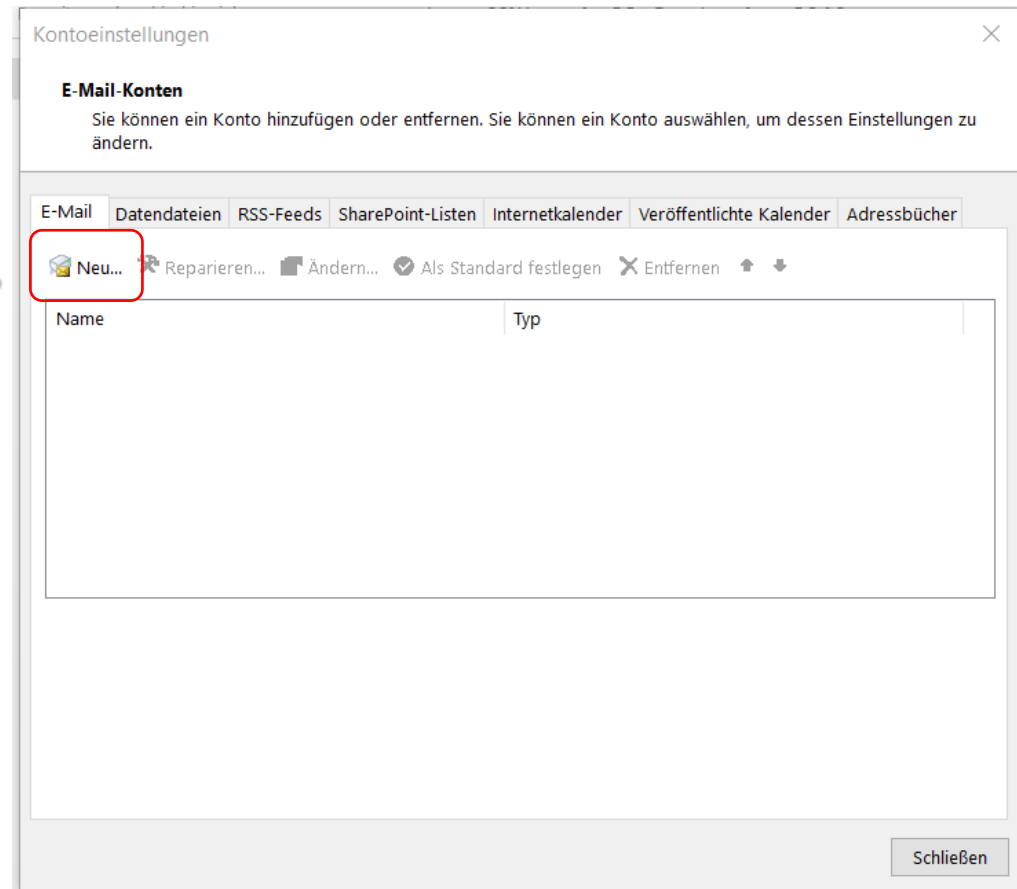 Kontoeinstellungen
E-Mail-Konten
Sie können ein Konto hinzufügen oder entfernen. Sie können ein Konto auswählen, um dessen Einstellungen zu
ändern.
E-Mail Datendateien RSS-Feeds SharePoint-Listen Internetkalender Veröffentlichte Kalender Adressbücher
Neu... Reparieren... Ändern... Als Standard festlegen Entfernen
Name Typ
Schließen